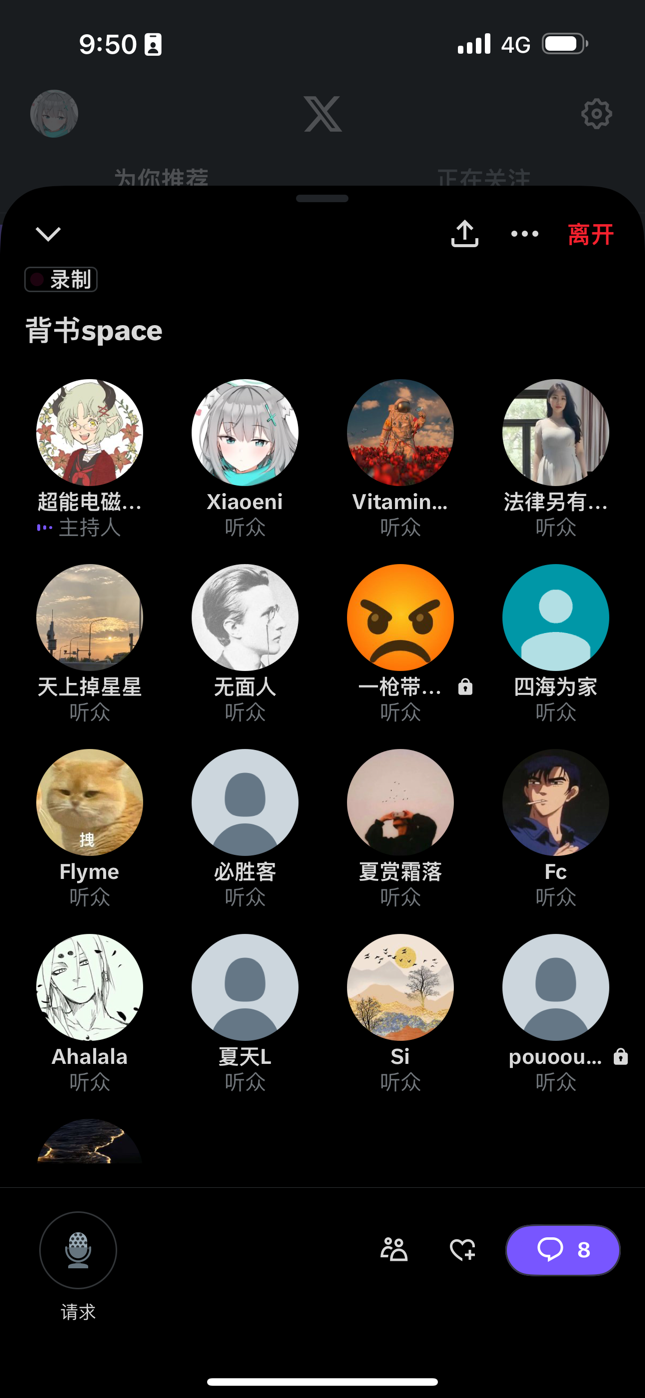 9:50
4G
为你推荐 正在关注
离开
录制
背书space
超能电磁... Xiaoeni Vitamin... 法律另有...
主持人 听众 听众 听众
天上掉星星 无面人 一枪带... 四海为家
听众 听众 听众 听众
拽
Flyme 必胜客 夏赏霜落 Fc
听众 听众 听众 听众
Ahalala 夏天L Si pouoou...
听众 听众 听众 听众
8
请求